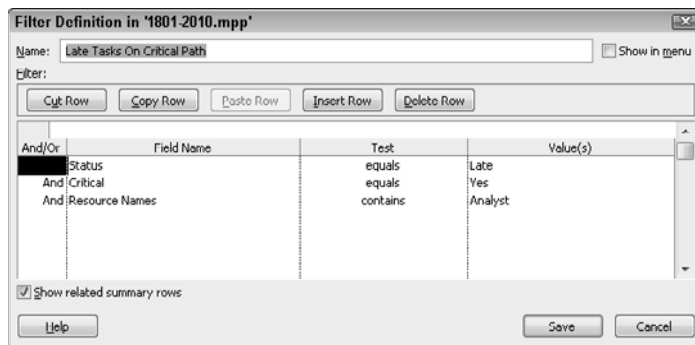 Filter Definition in '1801-2010.mpp'
Name: Late Tasks On Critical Path Show in menu
Filter:
Cut Row Copy Row Paste Row Insert Row Delete Row
And/Or Field Name Test Value(s)
Status equals Late
And Critical equals Yes
And Resource Names contains Analyst
Show related summary rows
Help Save Cancel